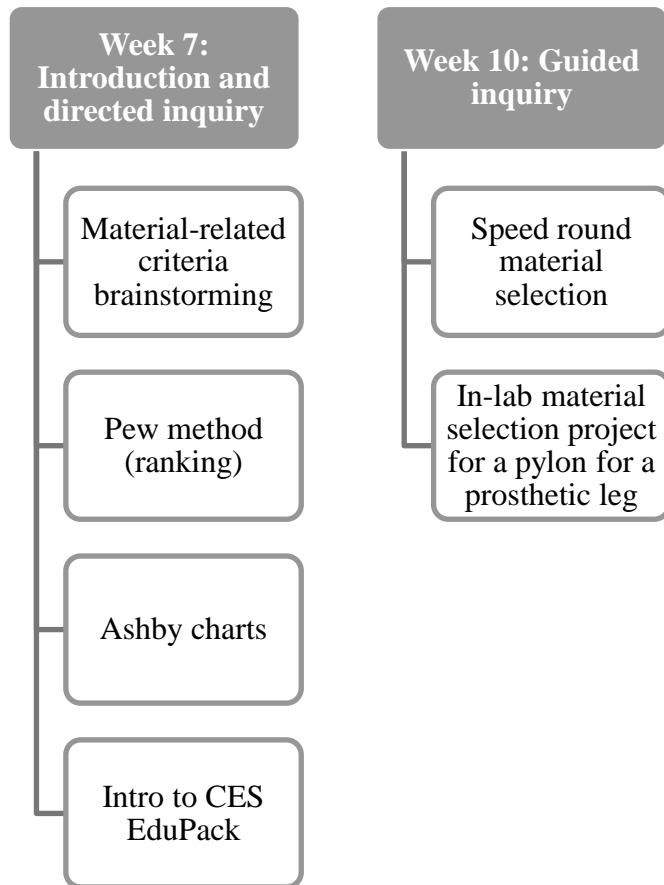 Week 7:
Introduction and
directed inquiry
Material-related
criteria
brainstorming
Pew method
(ranking)
Ashby charts
Intro to CES
EduPack
Week 10: Guided
inquiry
Speed round
material
selection
In-lab material
selection project
for a pylon for a
prosthetic leg